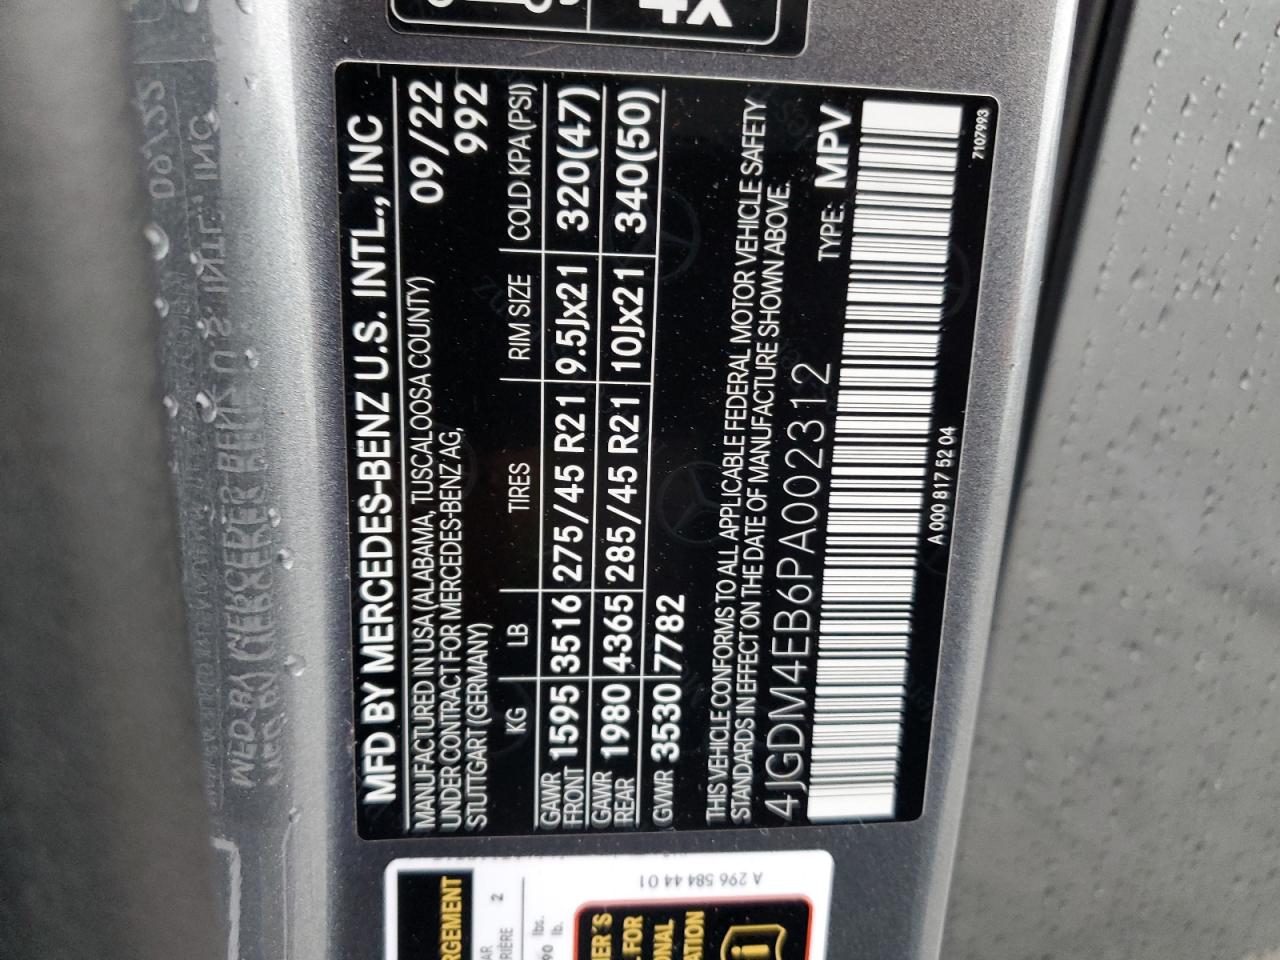 MFD BY MERCEDES-BENZ U.S. INTL., INC
MANUFACTURED IN USA (ALABAMA, TUSCALOOSA COUNTY) 09/22
UNDER CONTRACT FOR MERCEDES-BENZ AG, 992
STUTTGART (GERMANY)
KG LB TIRES RIM SIZE COLD KPA (PSI)
GAWR FRONT 1595 3516 275/45 R21 9.5Jx21 320(47)
GAWR REAR 1980 4365 285/45 R21 10Jx21 340(50)
GVWR 3530 7782
THIS VEHICLE CONFORMS TO ALL APPLICABLE FEDERAL MOTOR VEHICLE SAFETY
STANDARDS IN EFFECT ON THE DATE OF MANUFACTURE SHOWN ABOVE.
4JGDM4EB6PA002312 TYPE: MPV
A 000 817 52 04
7107993
4x
A 296 584 44 01
2
lbs.
lb.